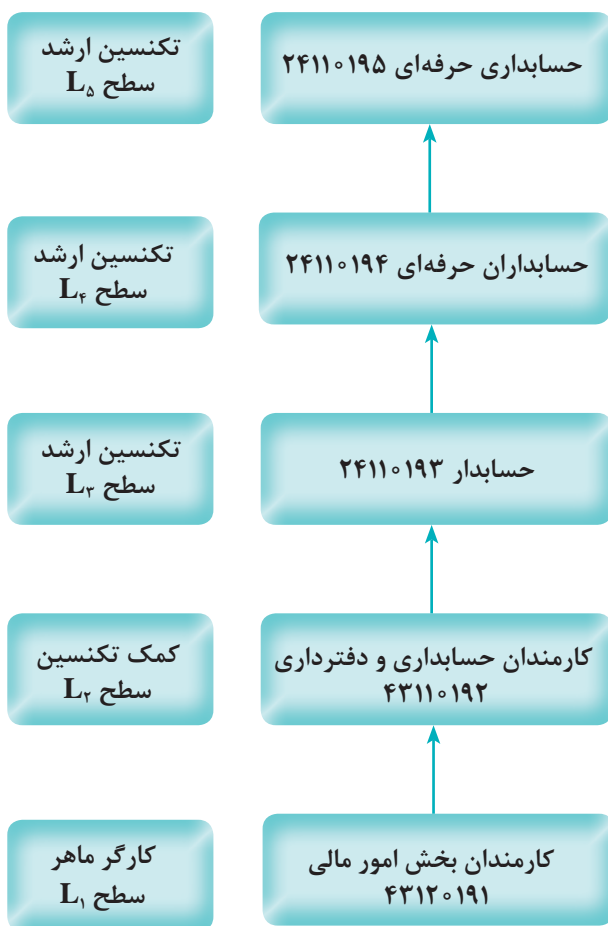 حسابداری حرفه‌ای ۲۴۱۱۰۱۹۵
تکنسین ارشد
سطح L۵
حسابداران حرفه‌ای ۲۴۱۱۰۱۹۴
تکنسین ارشد
سطح L۴
حسابدار ۲۴۱۱۰۱۹۳
تکنسین ارشد
سطح L۳
کارمندان حسابداری و دفترداری
۴۳۱۱۰۱۹۲
کمک تکنسین
سطح L۲
کارمندان بخش امور مالی
۴۳۱۲۰۱۹۱
کارگر ماهر
سطح L۱